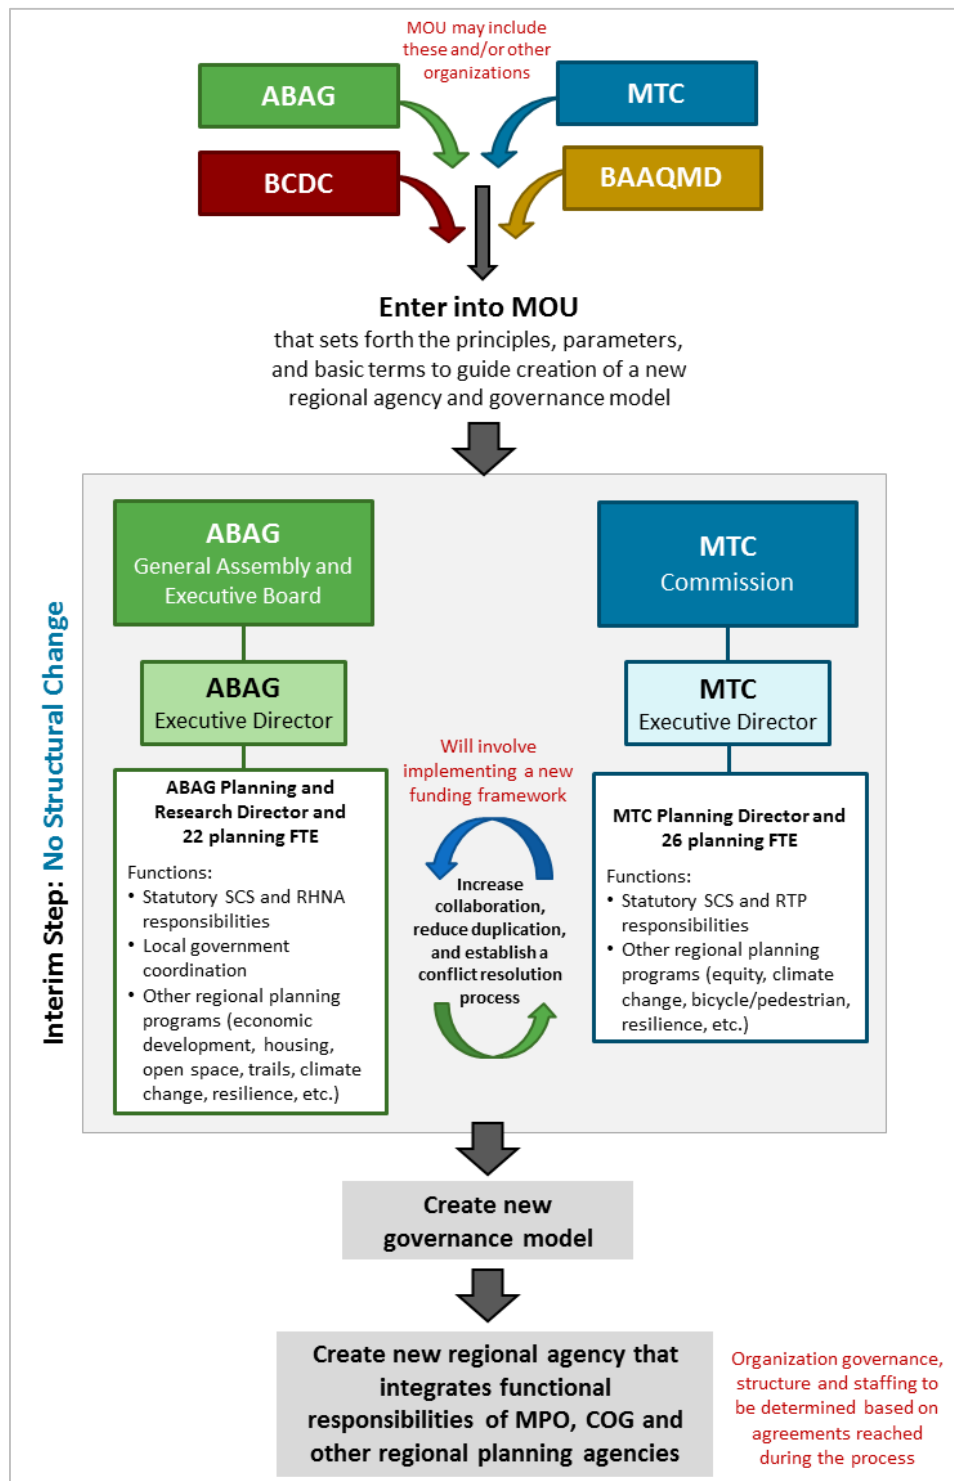 MOU may include
these and/or other
organizations
ABAG
MTC
BCDC
BAAQMD
Enter into MOU
that sets forth the principles, parameters,
and basic terms to guide creation of a new
regional agency and governance model
Interim Step: No Structural Change
ABAG
General Assembly and
Executive Board
ABAG
Executive Director
ABAG Planning and
Research Director and
22 planning FTE
Functions:
• Statutory SCS and RHNA
responsibilities
• Local government
coordination
• Other regional planning
programs (economic
development, housing,
open space, trails, climate
change, resilience, etc.)
Will involve
implementing a new
funding framework
Increase
collaboration,
reduce duplication,
and establish a
conflict resolution
process
MTC
Commission
MTC
Executive Director
MTC Planning Director and
26 planning FTE
Functions:
• Statutory SCS and RTP
responsibilities
• Other regional planning
programs (equity, climate
change, bicycle/pedestrian,
resilience, etc.)
Create new
governance model
Create new regional agency that
integrates functional
responsibilities of MPO, COG and
other regional planning agencies
Organization governance,
structure and staffing to
be determined based on
agreements reached
during the process